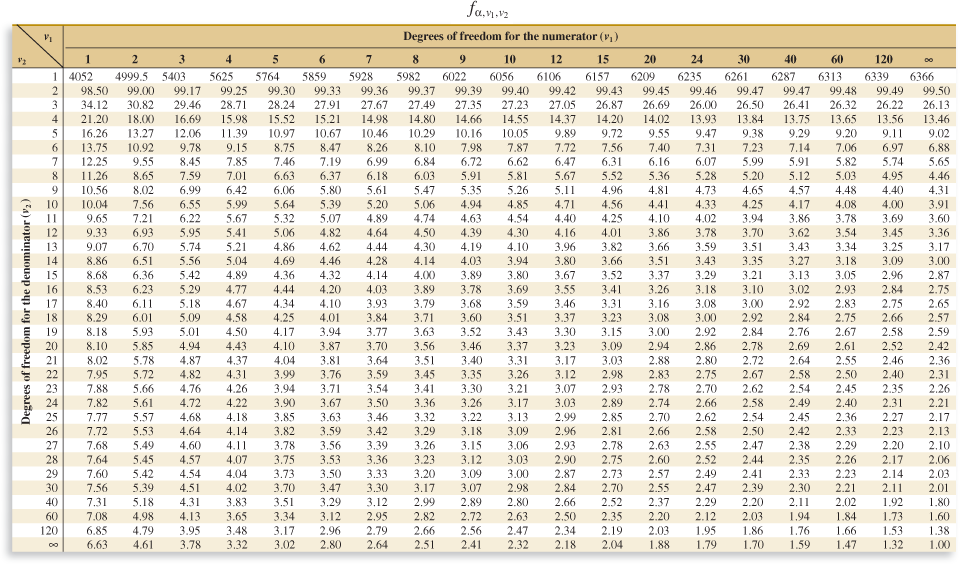 fα,ν1,ν2
ν1 Degrees of freedom for the numerator (ν1)
ν2 1 2 3 4 5 6 7 8 9 10 12 15 20 24 30 40 60 120 ∞
Degrees of freedom for the denominator (ν2)
1 4052 4999.5 5403 5625 5764 5859 5928 5982 6022 6056 6106 6157 6209 6235 6261 6287 6313 6339 6366
2 98.50 99.00 99.17 99.25 99.30 99.33 99.36 99.37 99.39 99.40 99.42 99.43 99.45 99.46 99.47 99.47 99.48 99.49 99.50
3 34.12 30.82 29.46 28.71 28.24 27.91 27.67 27.49 27.35 27.23 27.05 26.87 26.69 26.00 26.50 26.41 26.32 26.22 26.13
4 21.20 18.00 16.69 15.98 15.52 15.21 14.98 14.80 14.66 14.55 14.37 14.20 14.02 13.93 13.84 13.75 13.65 13.56 13.46
5 16.26 13.27 12.06 11.39 10.97 10.67 10.46 10.29 10.16 10.05 9.89 9.72 9.55 9.47 9.38 9.29 9.20 9.11 9.02
6 13.75 10.92 9.78 9.15 8.75 8.47 8.26 8.10 7.98 7.87 7.72 7.56 7.40 7.31 7.23 7.14 7.06 6.97 6.88
7 12.25 9.55 8.45 7.85 7.46 7.19 6.99 6.84 6.72 6.62 6.47 6.31 6.16 6.07 5.99 5.91 5.82 5.74 5.65
8 11.26 8.65 7.59 7.01 6.63 6.37 6.18 6.03 5.91 5.81 5.67 5.52 5.36 5.28 5.20 5.12 5.03 4.95 4.46
9 10.56 8.02 6.99 6.42 6.06 5.80 5.61 5.47 5.35 5.26 5.11 4.96 4.81 4.73 4.65 4.57 4.48 4.40 4.31
10 10.04 7.56 6.55 5.99 5.64 5.39 5.20 5.06 4.94 4.85 4.71 4.56 4.41 4.33 4.25 4.17 4.08 4.00 3.91
11 9.65 7.21 6.22 5.67 5.32 5.07 4.89 4.74 4.63 4.54 4.40 4.25 4.10 4.02 3.94 3.86 3.78 3.69 3.60
12 9.33 6.93 5.95 5.41 5.06 4.82 4.64 4.50 4.39 4.30 4.16 4.01 3.86 3.78 3.70 3.62 3.54 3.45 3.36
13 9.07 6.70 5.74 5.21 4.86 4.62 4.44 4.30 4.19 4.10 3.96 3.82 3.66 3.59 3.51 3.43 3.34 3.25 3.17
14 8.86 6.51 5.56 5.04 4.69 4.46 4.28 4.14 4.03 3.94 3.80 3.66 3.51 3.43 3.35 3.27 3.18 3.09 3.00
15 8.68 6.36 5.42 4.89 4.36 4.32 4.14 4.00 3.89 3.80 3.67 3.52 3.37 3.29 3.21 3.13 3.05 2.96 2.87
16 8.53 6.23 5.29 4.77 4.44 4.20 4.03 3.89 3.78 3.69 3.55 3.41 3.26 3.18 3.10 3.02 2.93 2.84 2.75
17 8.40 6.11 5.18 4.67 4.34 4.10 3.93 3.79 3.68 3.59 3.46 3.31 3.16 3.08 3.00 2.92 2.83 2.75 2.65
18 8.29 6.01 5.09 4.58 4.25 4.01 3.84 3.71 3.60 3.51 3.37 3.23 3.08 3.00 2.92 2.84 2.75 2.66 2.57
19 8.18 5.93 5.01 4.50 4.17 3.94 3.77 3.63 3.52 3.43 3.30 3.15 3.00 2.92 2.84 2.76 2.67 2.58 2.59
20 8.10 5.85 4.94 4.43 4.10 3.87 3.70 3.56 3.46 3.37 3.23 3.09 2.94 2.86 2.78 2.69 2.61 2.52 2.42
21 8.02 5.78 4.87 4.37 4.04 3.81 3.64 3.51 3.40 3.31 3.17 3.03 2.88 2.80 2.72 2.64 2.55 2.46 2.36
22 7.95 5.72 4.82 4.31 3.99 3.76 3.59 3.45 3.35 3.26 3.12 2.98 2.83 2.75 2.67 2.58 2.50 2.40 2.31
23 7.88 5.66 4.76 4.26 3.94 3.71 3.54 3.41 3.30 3.21 3.07 2.93 2.78 2.70 2.62 2.54 2.45 2.35 2.26
24 7.82 5.61 4.72 4.22 3.90 3.67 3.50 3.36 3.26 3.17 3.03 2.89 2.74 2.66 2.58 2.49 2.40 2.31 2.21
25 7.77 5.57 4.68 4.18 3.85 3.63 3.46 3.32 3.22 3.13 2.99 2.85 2.70 2.62 2.54 2.45 2.36 2.27 2.17
26 7.72 5.53 4.64 4.14 3.82 3.59 3.42 3.29 3.18 3.09 2.96 2.81 2.66 2.58 2.50 2.42 2.33 2.23 2.13
27 7.68 5.49 4.60 4.11 3.78 3.56 3.39 3.26 3.15 3.06 2.93 2.78 2.63 2.55 2.47 2.38 2.29 2.20 2.10
28 7.64 5.45 4.57 4.07 3.75 3.53 3.36 3.23 3.12 3.03 2.90 2.75 2.60 2.52 2.44 2.35 2.26 2.17 2.06
29 7.60 5.42 4.54 4.04 3.73 3.50 3.33 3.20 3.09 3.00 2.87 2.73 2.57 2.49 2.41 2.33 2.23 2.14 2.03
30 7.56 5.39 4.51 4.02 3.70 3.47 3.30 3.17 3.07 2.98 2.84 2.70 2.55 2.47 2.39 2.30 2.21 2.11 2.01
40 7.31 5.18 4.31 3.83 3.51 3.29 3.12 2.99 2.89 2.80 2.66 2.52 2.37 2.29 2.20 2.11 2.02 1.92 1.80
60 7.08 4.98 4.13 3.65 3.34 3.12 2.95 2.82 2.72 2.63 2.50 2.35 2.20 2.12 2.03 1.94 1.84 1.73 1.60
120 6.85 4.79 3.95 3.48 3.17 2.96 2.79 2.66 2.56 2.47 2.34 2.19 2.03 1.95 1.86 1.76 1.66 1.53 1.38
∞ 6.63 4.61 3.78 3.32 3.02 2.80 2.64 2.51 2.41 2.32 2.18 2.04 1.88 1.79 1.70 1.59 1.47 1.32 1.00